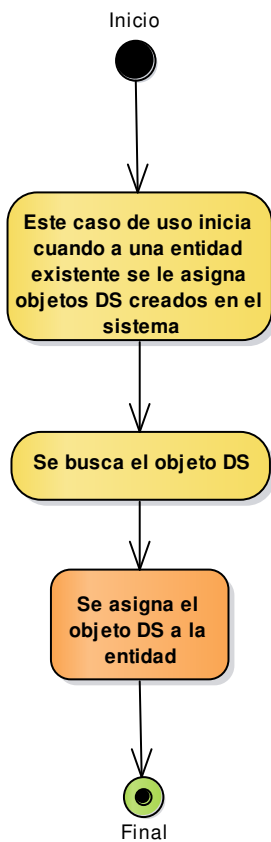 Inicio
Este caso de uso inicia
cuando a una entidad
existente se le asigna
objetos DS creados en el
sistema
Se busca el objeto DS
Se asigna el
objeto DS a la
entidad
Final